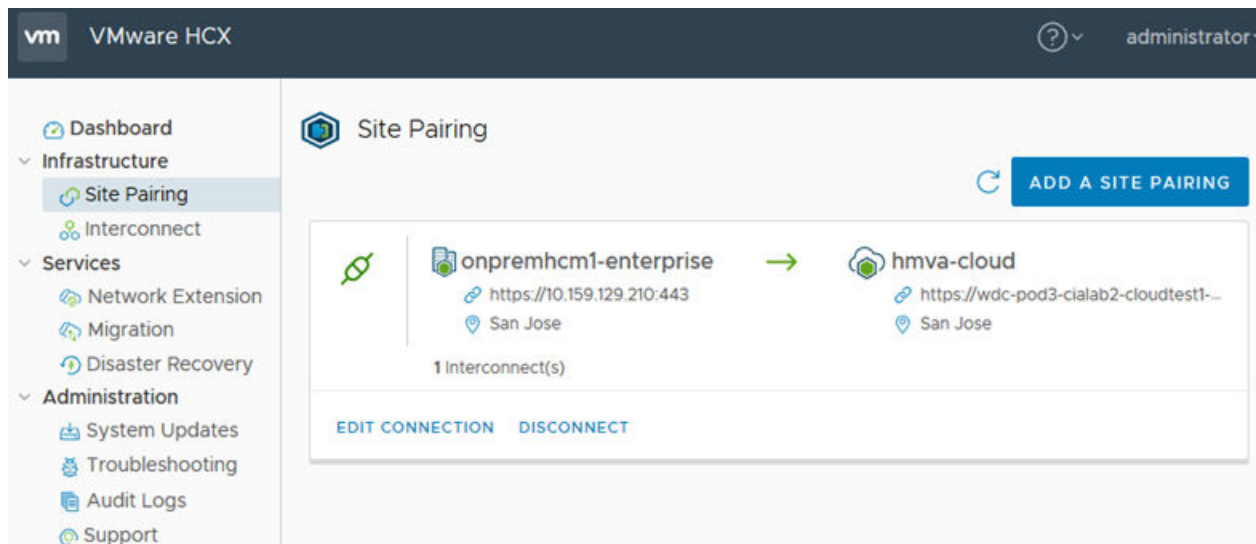 vm VMware HCX
administrator
Dashboard
Infrastructure
Site Pairing
Interconnect
Services
Network Extension
Migration
Disaster Recovery
Administration
System Updates
Troubleshooting
Audit Logs
Support
Site Pairing
ADD A SITE PAIRING
onpremhcm1-enterprise
https://10.159.129.210:443
San Jose
1 Interconnect(s)
hmva-cloud
https://wdc-pod3-cialab2-cloudtest1-...
San Jose
EDIT CONNECTION DISCONNECT